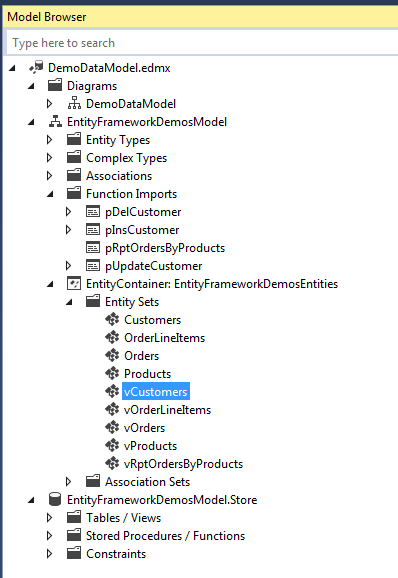 Model Browser
Type here to search
DemoDataModel.edmx
Diagrams
DemoDataModel
EntityFrameworkDemosModel
Entity Types
Complex Types
Associations
Function Imports
pDelCustomer
pInsCustomer
pRptOrdersByProducts
pUpdateCustomer
EntityContainer: EntityFrameworkDemosEntities
Entity Sets
Customers
OrderLineItems
Orders
Products
vCustomers
vOrderLineItems
vOrders
vProducts
vRptOrdersByProducts
Association Sets
EntityFrameworkDemosModel.Store
Tables / Views
Stored Procedures / Functions
Constraints